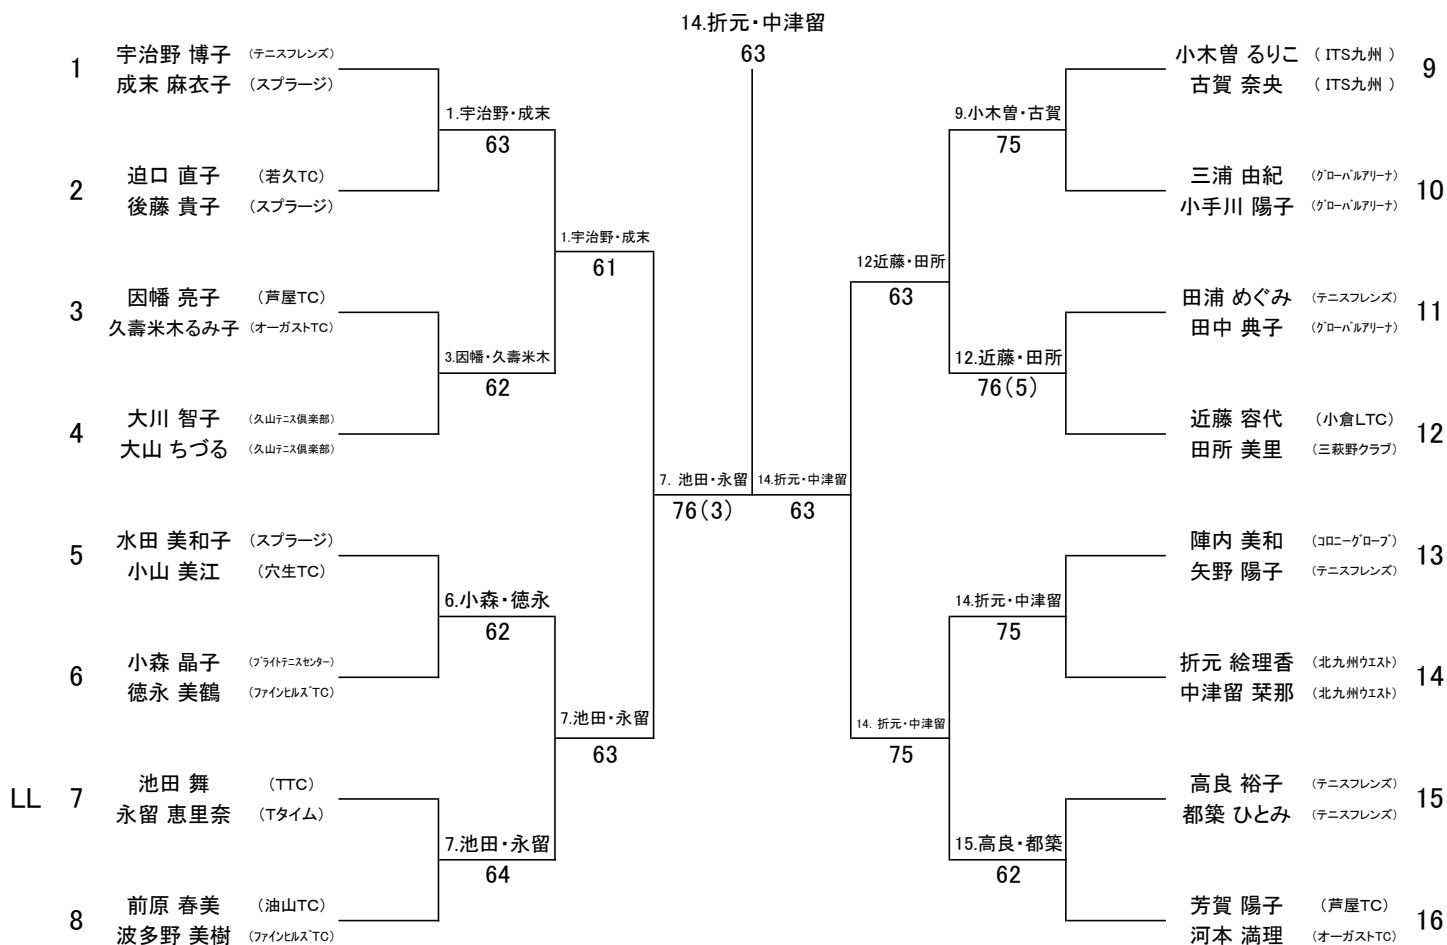 14.折元・中津留
63
1
宇治野 博子 (テニスフレンズ)
成末 麻衣子 (スプラージ)
1.宇治野・成末
63
2
迫口 直子 (若久TC)
後藤 貴子 (スプラージ)
1.宇治野・成末
61
3
因幡 亮子 (芦屋TC)
久壽米木るみ子 (オーガストTC)
3.因幡・久壽米木
62
4
大川 智子 (久山テニス倶楽部)
大山 ちづる (久山テニス倶楽部)
7. 池田・永留
76(3)
5
水田 美和子 (スプラージ)
小山 美江 (穴生TC)
6.小森・徳永
62
6
小森 晶子 (ブライトテニスセンター)
徳永 美鶴 (ファインヒルズTC)
7.池田・永留
63
LL 7
池田 舞 (TTC)
永留 恵里奈 (Tタイム)
7.池田・永留
64
8
前原 春美 (油山TC)
波多野 美樹 (ファインヒルズTC)
小木曽 るりこ ( ITS九州 )
古賀 奈央 ( ITS九州 )
9
9.小木曽・古賀
75
三浦 由紀 (グローバルアリーナ)
小手川 陽子 (グローバルアリーナ)
10
12近藤・田所
63
田浦 めぐみ (テニスフレンズ)
田中 典子 (グローバルアリーナ)
11
12.近藤・田所
76(5)
近藤 容代 (小倉LTC)
田所 美里 (三萩野クラブ)
12
14.折元・中津留
63
陣内 美和 (コロニーグローブ)
矢野 陽子 (テニスフレンズ)
13
14.折元・中津留
75
折元 絵理香 (北九州ウエスト)
中津留 栞那 (北九州ウエスト)
14
14. 折元・中津留
75
高良 裕子 (テニスフレンズ)
都築 ひとみ (テニスフレンズ)
15
15.高良・都築
62
芳賀 陽子 (芦屋TC)
河本 満理 (オーガストTC)
16